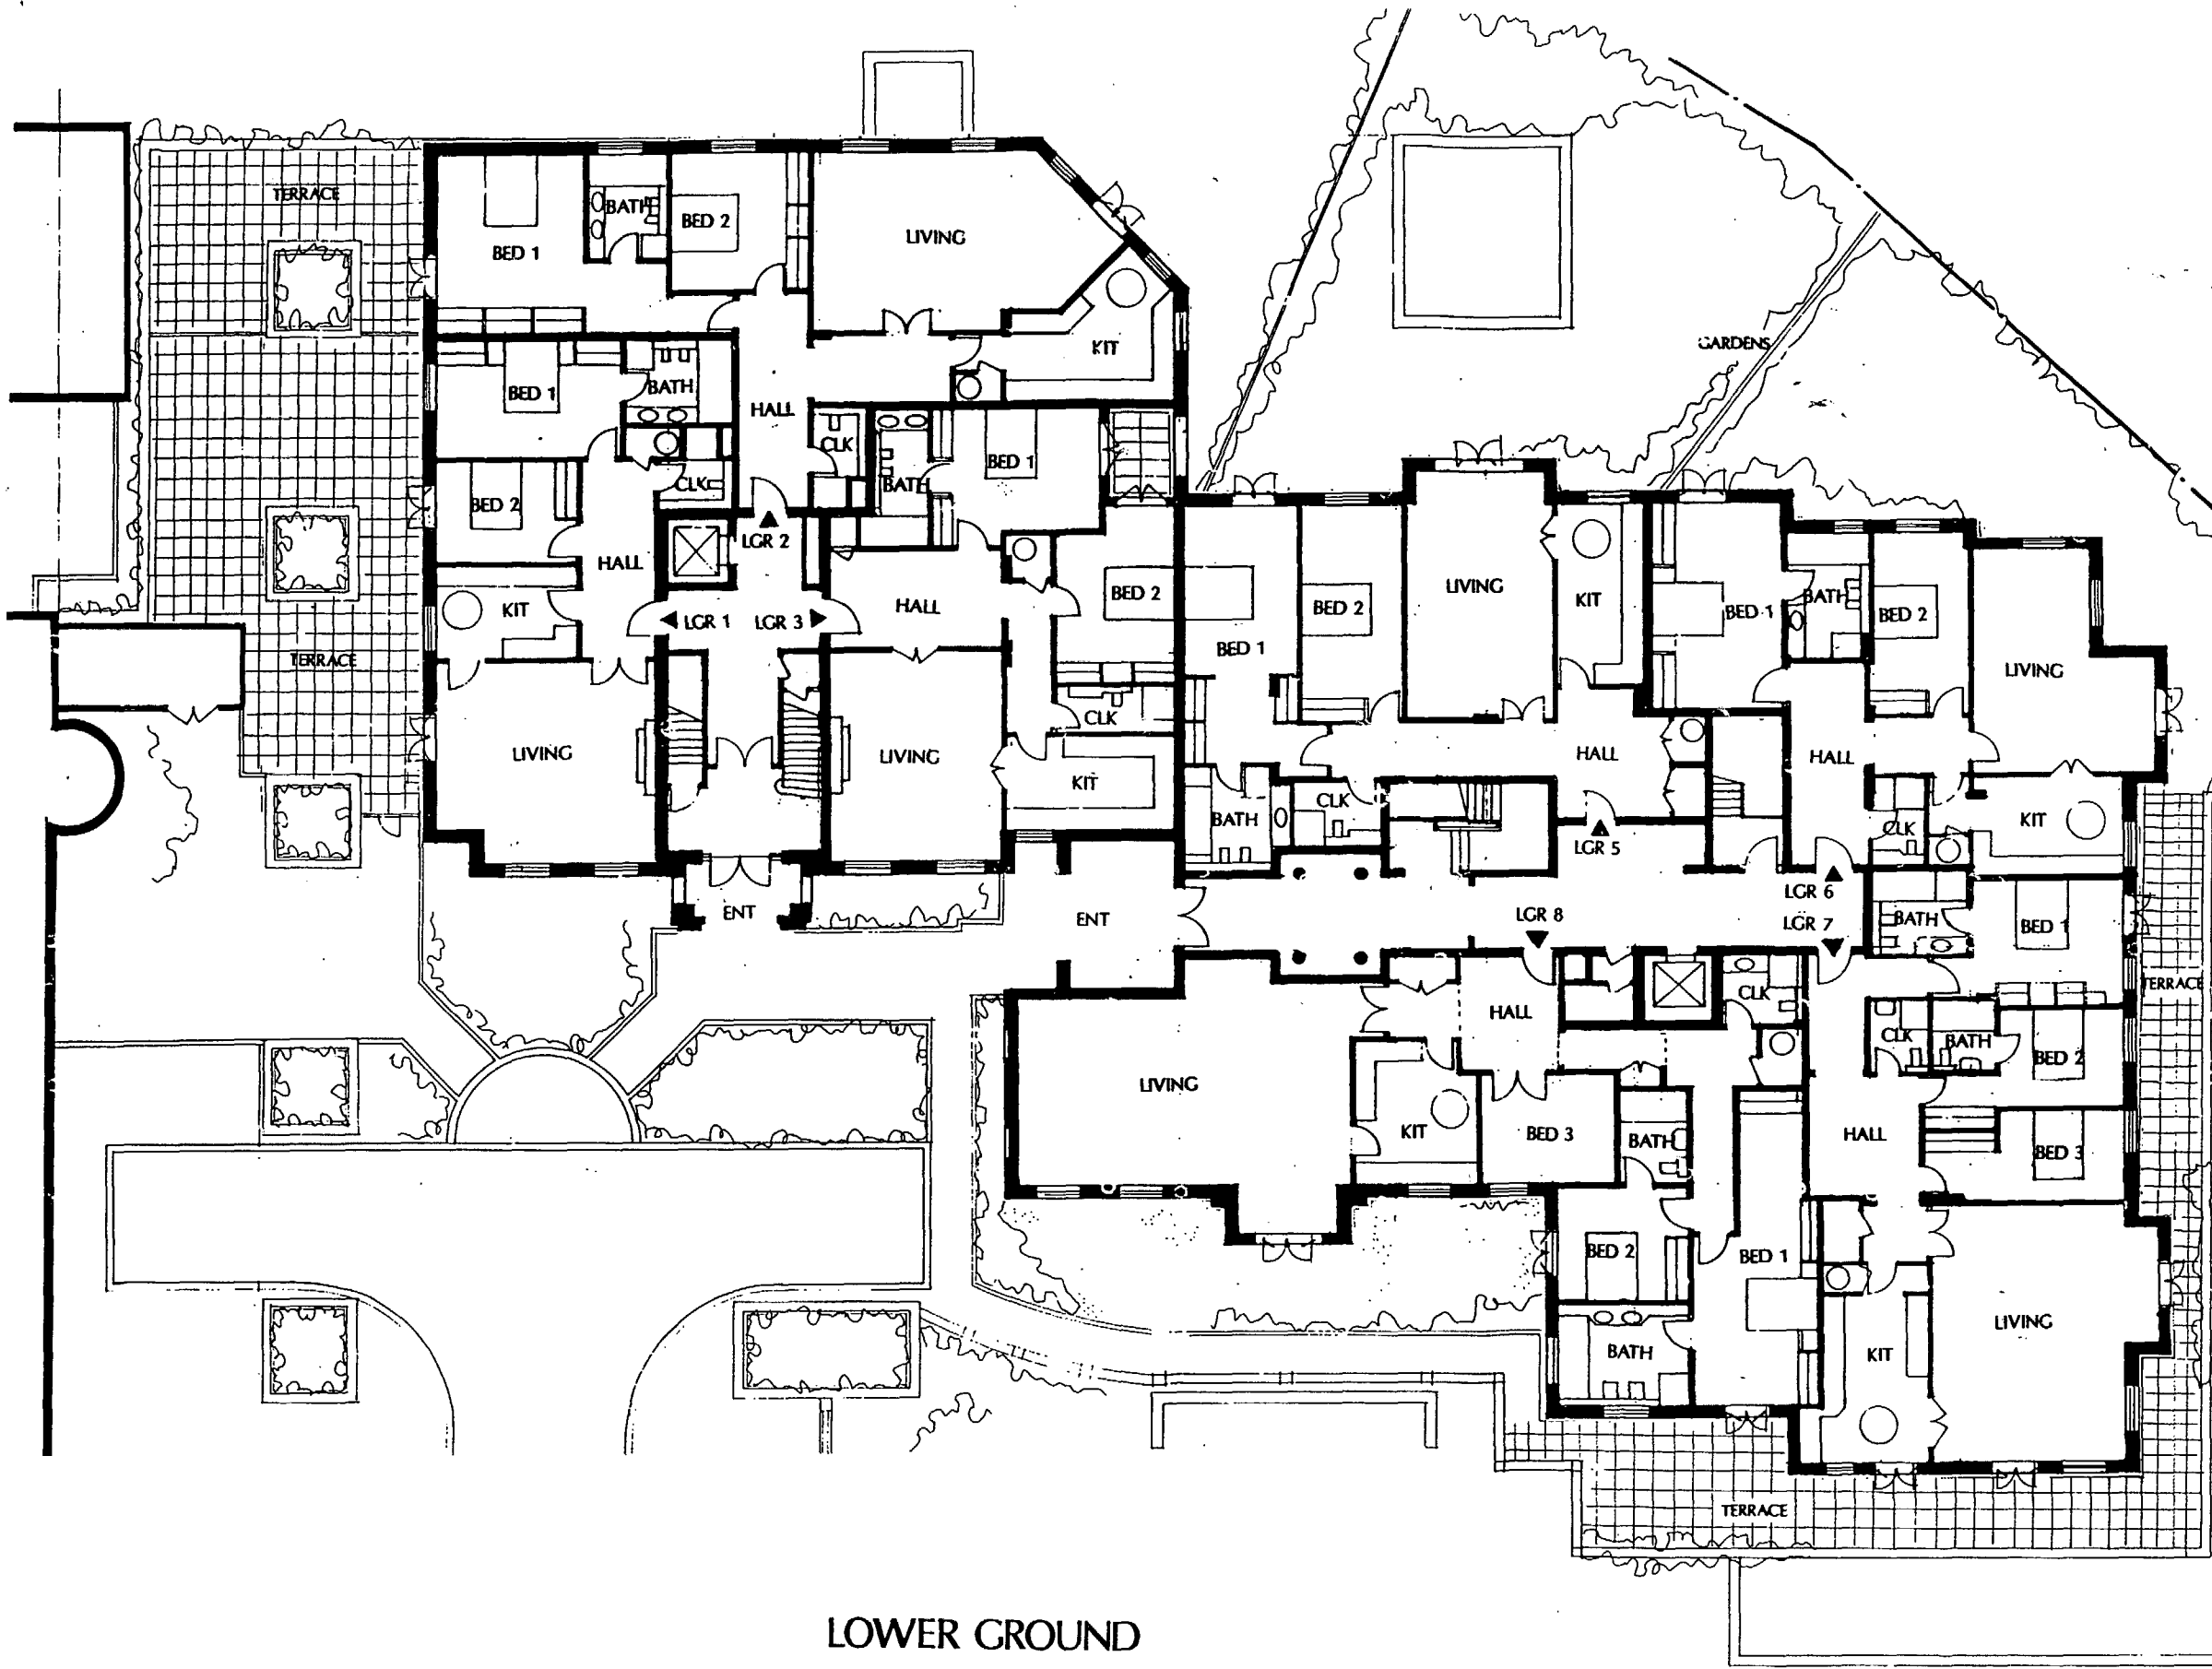 TERRACE
BED 1
BATH
BED 2
LIVING
KIT
BED 1
BATH
HALL
CLK
BATH
BED 1
BED 2
CLK
LGR 2
HALL
KIT
LGR 1
LGR 3
HALL
BED 2
TERRACE
LIVING
LIVING
CLK
KIT
ENT
ENT
GARDENS
BED 1
BED 2
LIVING
KIT
BED 1
BATH
BED 2
LIVING
HALL
HALL
BATH
CLK
LGR 5
CLK
KIT
LGR 6
LGR 7
LGR 8
BATH
BED 1
TERRACE
CLK
HALL
CLK
BATH
BED 2
LIVING
KIT
BED 3
BATH
HALL
BED 3
BED 2
BED 1
BATH
KIT
LIVING
TERRACE
LOWER GROUND